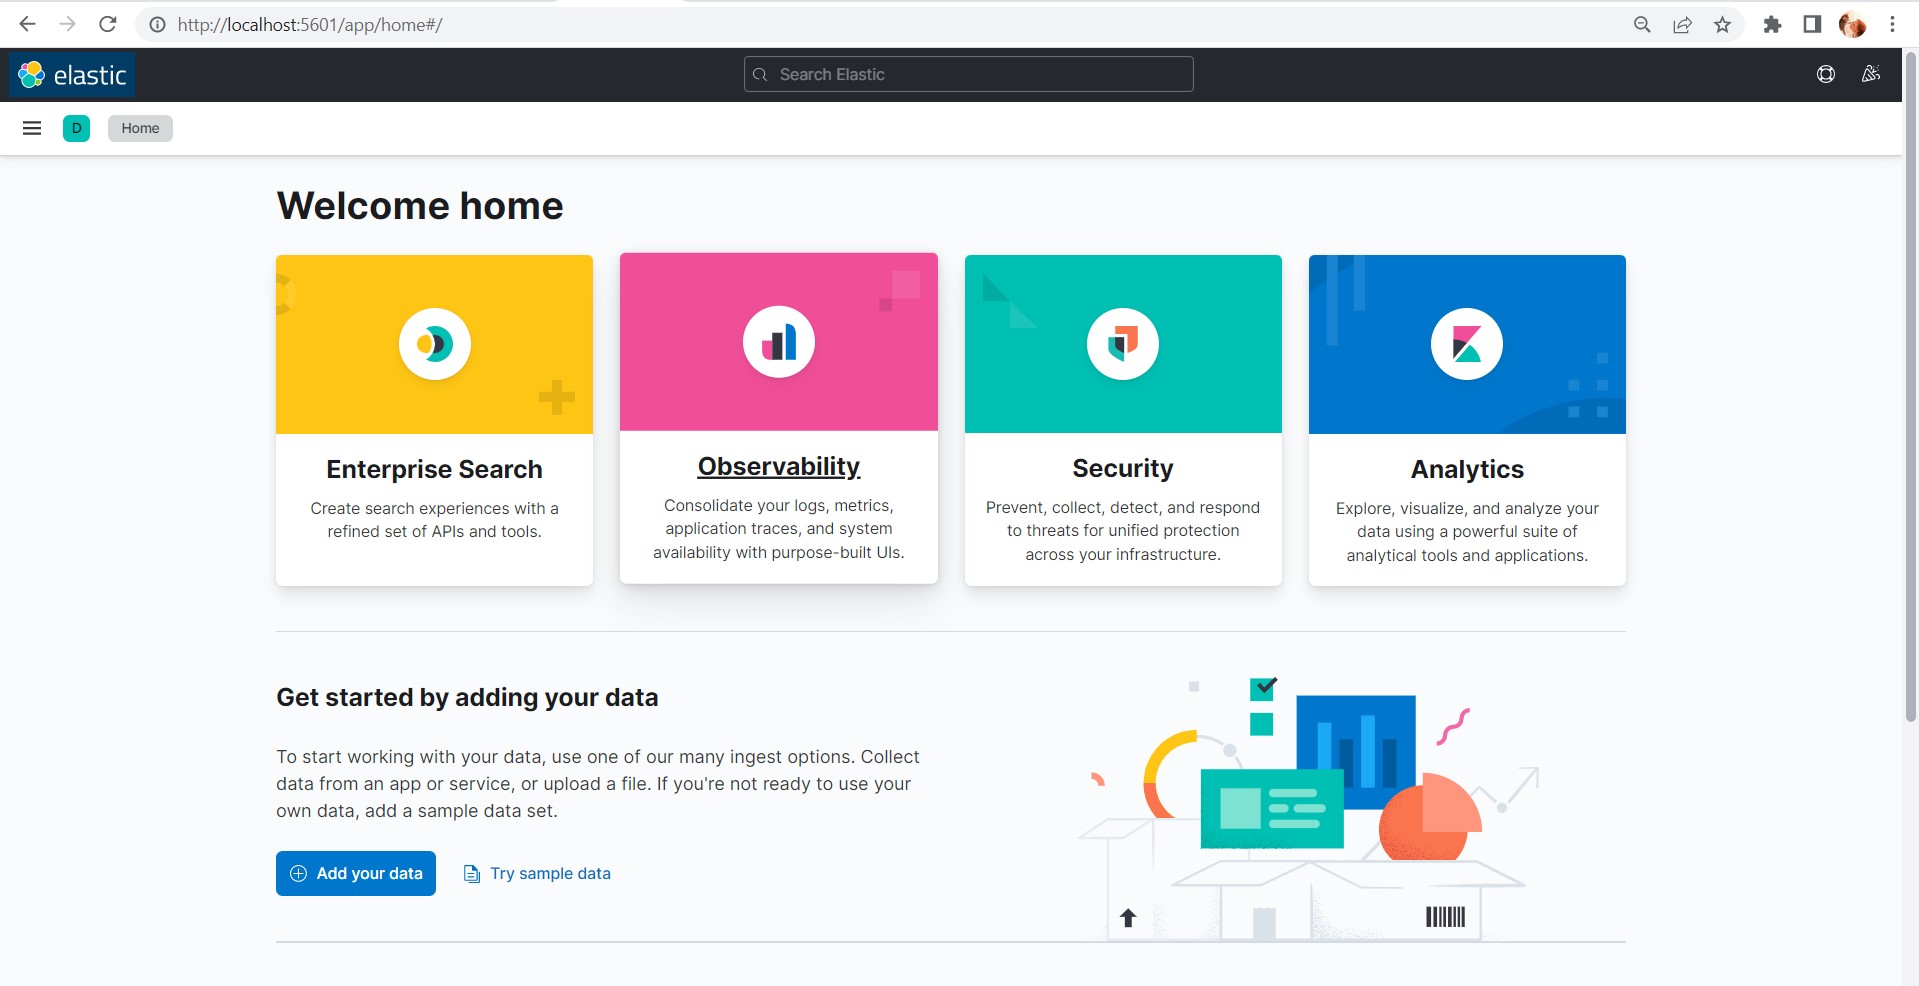 http://localhost:5601/app/home#/
elastic
Search Elastic
D
Home
Welcome home
Enterprise Search
Create search experiences with a
refined set of APIs and tools.
Observability
Consolidate your logs, metrics,
application traces, and system
availability with purpose-built UIs.
Security
Prevent, collect, detect, and respond
to threats for unified protection
across your infrastructure.
Analytics
Explore, visualize, and analyze your
data using a powerful suite of
analytical tools and applications.
Get started by adding your data
To start working with your data, use one of our many ingest options. Collect
data from an app or service, or upload a file. If you're not ready to use your
own data, add a sample data set.
Add your data
Try sample data